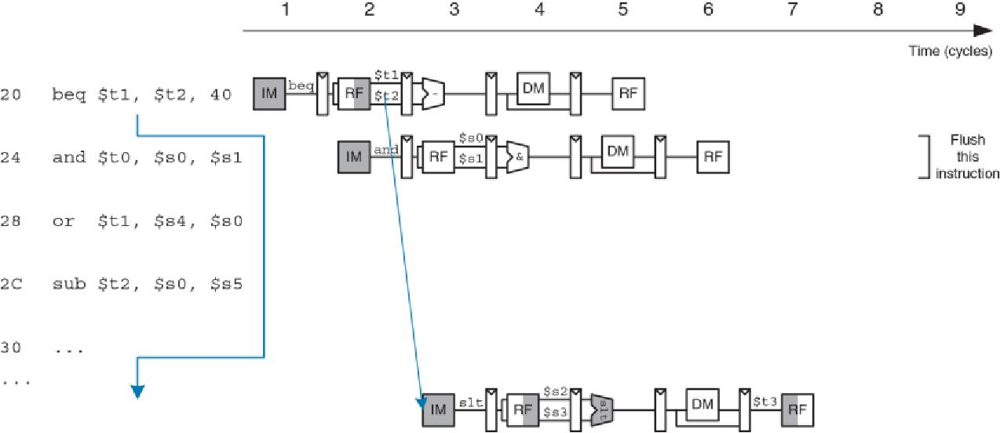 1 2 3 4 5 6 7 8 9
Time (cycles)
20 beq $t1, $t2, 40 IM beq RF $t1 $t2 - DM RF
24 and $t0, $s0, $s1 IM and RF $s0 $s1 & DM RF
Flush
this
instruction
28 or $t1, $s4, $s0
2C sub $t2, $s0, $s5
30 ...
...
IM slt RF $s2 $s3 slt DM $t3 RF